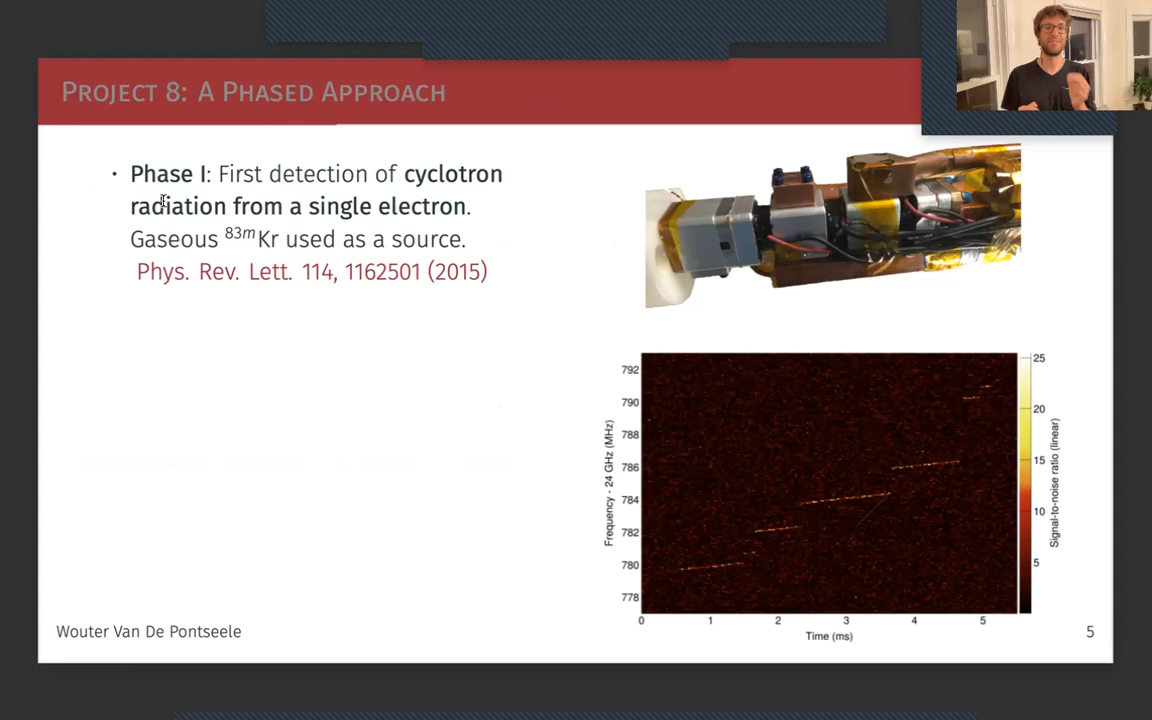 PROJECT 8: A PHASED APPROACH
• Phase I: First detection of cyclotron
radiation from a single electron.
Gaseous 83mKr used as a source.
Phys. Rev. Lett. 114, 1162501 (2015)
792
790
788
786
784
782
780
778
Frequency - 24 GHz (MHz)
0 1 2 3 4 5
Time (ms)
25
20
15
10
5
Signal-to-noise ratio (linear)
Wouter Van De Pontseele
5